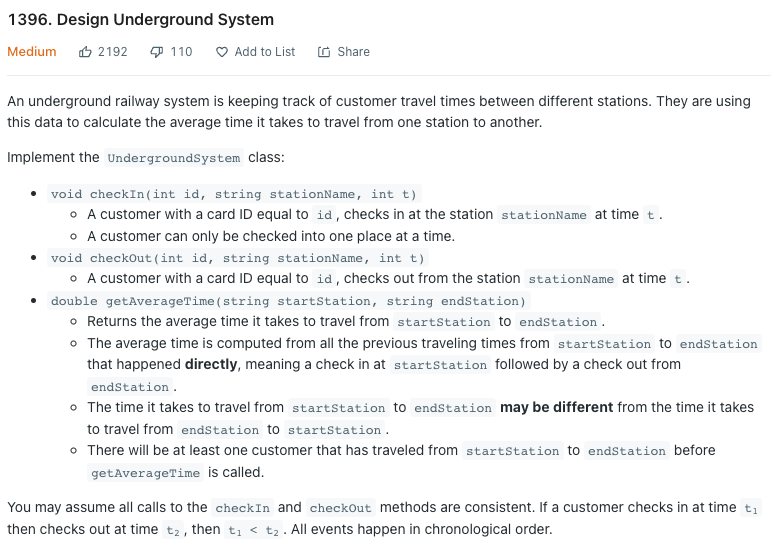 1396. Design Underground System
Medium 2192 110 Add to List Share
An underground railway system is keeping track of customer travel times between different stations. They are using
this data to calculate the average time it takes to travel from one station to another.
Implement the UndergroundSystem class:
• void checkIn(int id, string stationName, int t)
○ A customer with a card ID equal to id , checks in at the station stationName at time t .
○ A customer can only be checked into one place at a time.
• void checkOut(int id, string stationName, int t)
○ A customer with a card ID equal to id , checks out from the station stationName at time t .
• double getAverageTime(string startStation, string endStation)
○ Returns the average time it takes to travel from startStation to endStation .
○ The average time is computed from all the previous traveling times from startStation to endStation
that happened directly, meaning a check in at startStation followed by a check out from
endStation .
○ The time it takes to travel from startStation to endStation may be different from the time it takes
to travel from endStation to startStation .
○ There will be at least one customer that has traveled from startStation to endStation before
getAverageTime is called.
You may assume all calls to the checkIn and checkOut methods are consistent. If a customer checks in at time t₁
then checks out at time t₂ , then t₁ < t₂ . All events happen in chronological order.